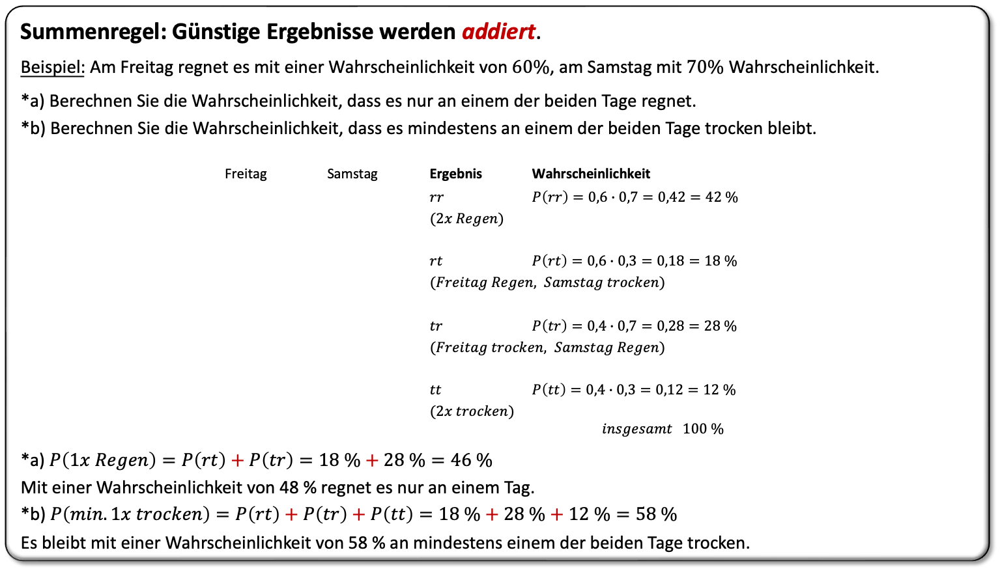 Summenregel: Günstige Ergebnisse werden addiert.
Beispiel: Am Freitag regnet es mit einer Wahrscheinlichkeit von 60%, am Samstag mit 70% Wahrscheinlichkeit.
*a) Berechnen Sie die Wahrscheinlichkeit, dass es nur an einem der beiden Tage regnet.
*b) Berechnen Sie die Wahrscheinlichkeit, dass es mindestens an einem der beiden Tage trocken bleibt.
Freitag Samstag Ergebnis Wahrscheinlichkeit
rr P(rr) = 0,6 · 0,7 = 0,42 = 42 %
(2x Regen)
rt P(rt) = 0,6 · 0,3 = 0,18 = 18 %
(Freitag Regen, Samstag trocken)
tr P(tr) = 0,4 · 0,7 = 0,28 = 28 %
(Freitag trocken, Samstag Regen)
tt P(tt) = 0,4 · 0,3 = 0,12 = 12 %
(2x trocken)
insgesamt 100 %
*a) P(1x Regen) = P(rt) + P(tr) = 18 % + 28 % = 46 %
Mit einer Wahrscheinlichkeit von 48 % regnet es nur an einem Tag.
*b) P(min. 1x trocken) = P(rt) + P(tr) + P(tt) = 18 % + 28 % + 12 % = 58 %
Es bleibt mit einer Wahrscheinlichkeit von 58 % an mindestens einem der beiden Tage trocken.